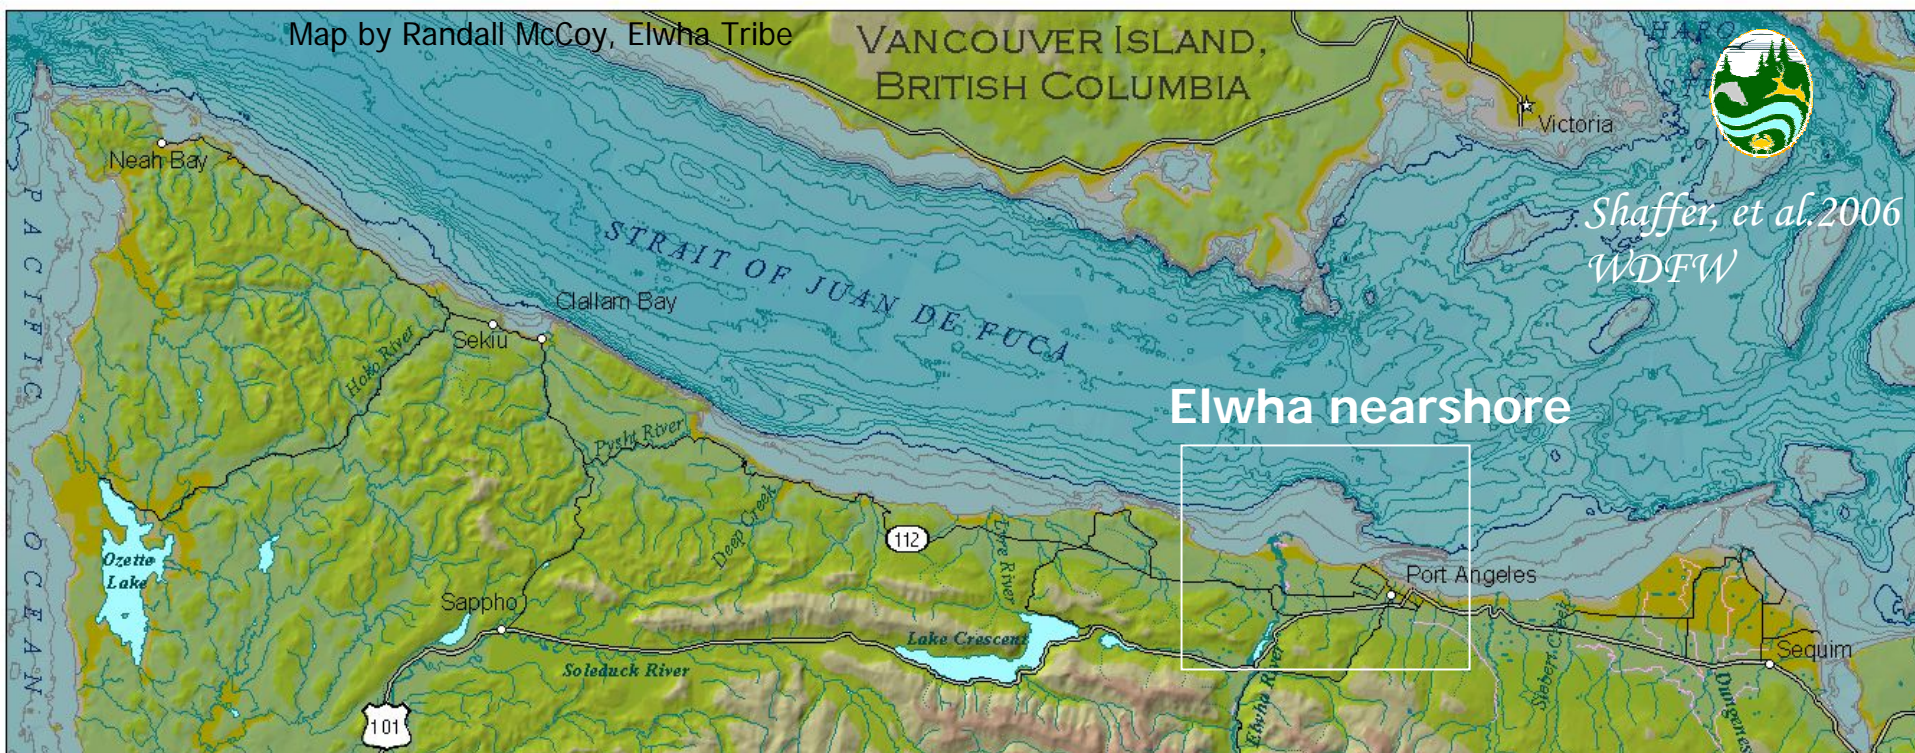 Map by Randall McCoy, Elwha Tribe
VANCOUVER ISLAND,
BRITISH COLUMBIA
HARO
Victoria
Neah Bay
Shaffer, et al.2006
WDFW
PACIFIC
OCEAN
STRAIT OF JUAN DE FUCA
Clallam Bay
Sekiu
Hoko River
Elwha nearshore
Pysht River
Deep Creek
112
Lyre River
Ozette
Lake
Port Angeles
Sappho
Lake Crescent
Soleduck River
Elwha River
Siebert Creek
Sequim
101